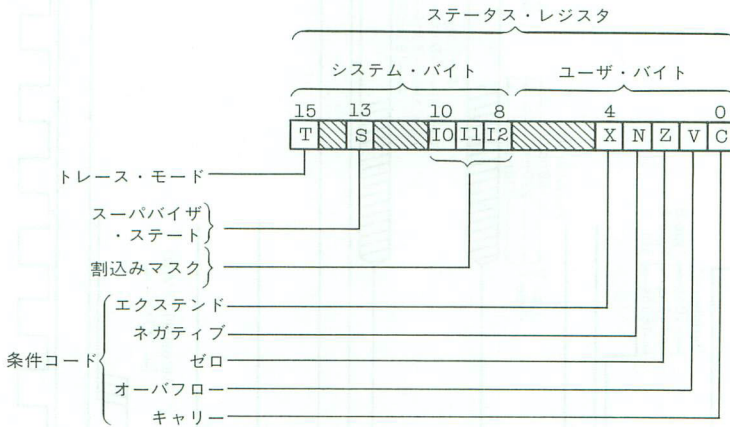 ステータス・レジスタ
システム・バイト
ユーザ・バイト
15 13 10 8 4 0
T S I0 I1 I2 X N Z V C
トレース・モード
スーパバイザ
・ステート
割込みマスク
条件コード
エクステンド
ネガティブ
ゼロ
オーバフロー
キャリー